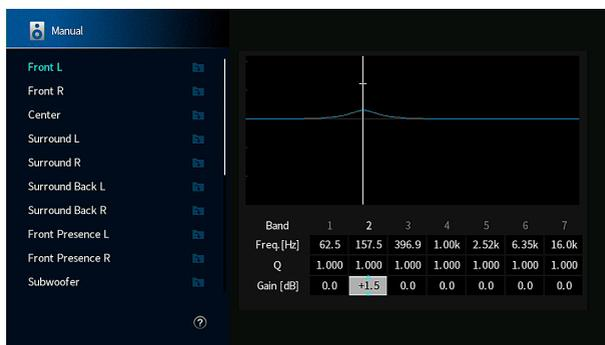 Manual
Front L
Front R
Center
Surround L
Surround R
Surround Back L
Surround Back R
Front Presence L
Front Presence R
Subwoofer
?
Band 1 2 3 4 5 6 7
Freq.[Hz] 62.5 157.5 396.9 1.00k 2.52k 6.35k 16.0k
Q 1.000 1.000 1.000 1.000 1.000 1.000 1.000
Gain [dB] 0.0 +1.5 0.0 0.0 0.0 0.0 0.0